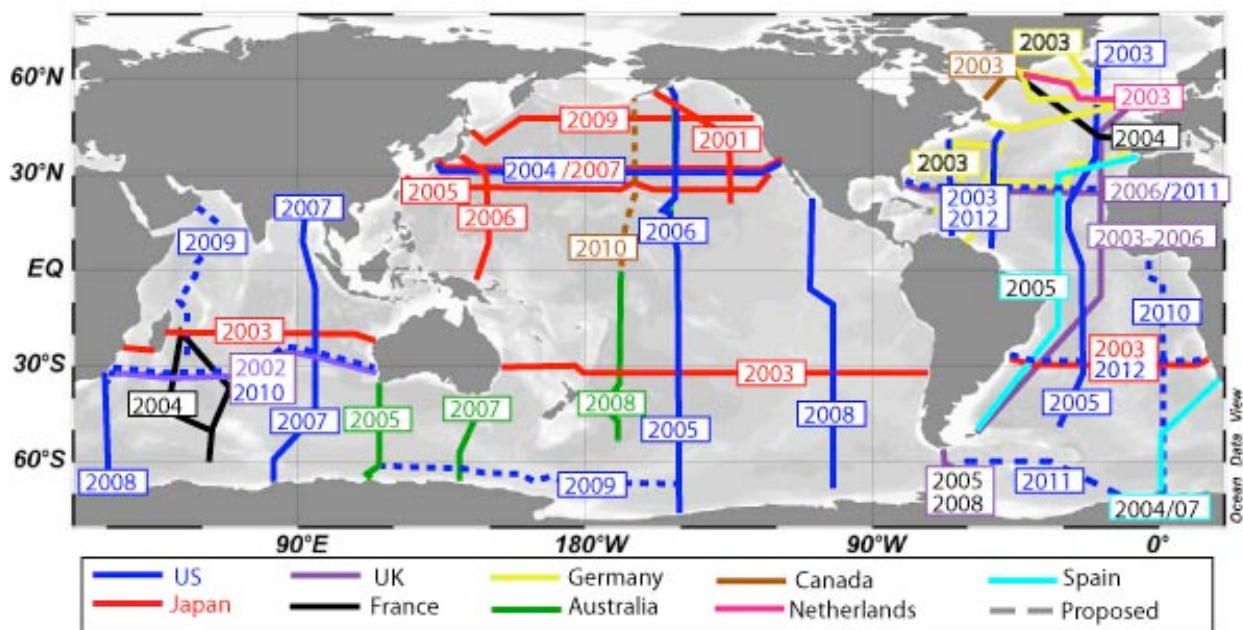 2003
2003
2003
60°N
2003
2009
2001
2004
30°N
2004 /2007
2003
2005
2006/2011
2003
2012
2007
2006
2006
2003-2006
2009
2010
EQ
2005
2010
2003
2003
2012
30°S
2002
2010
2003
2004
2005
2007
2008
2007
2005
2008
2005
60°S
2008
2009
2005
2008
2011
2004/07
Ocean Data View
90°E
180°W
90°W
0°
US
UK
Germany
Canada
Spain
Japan
France
Australia
Netherlands
Proposed